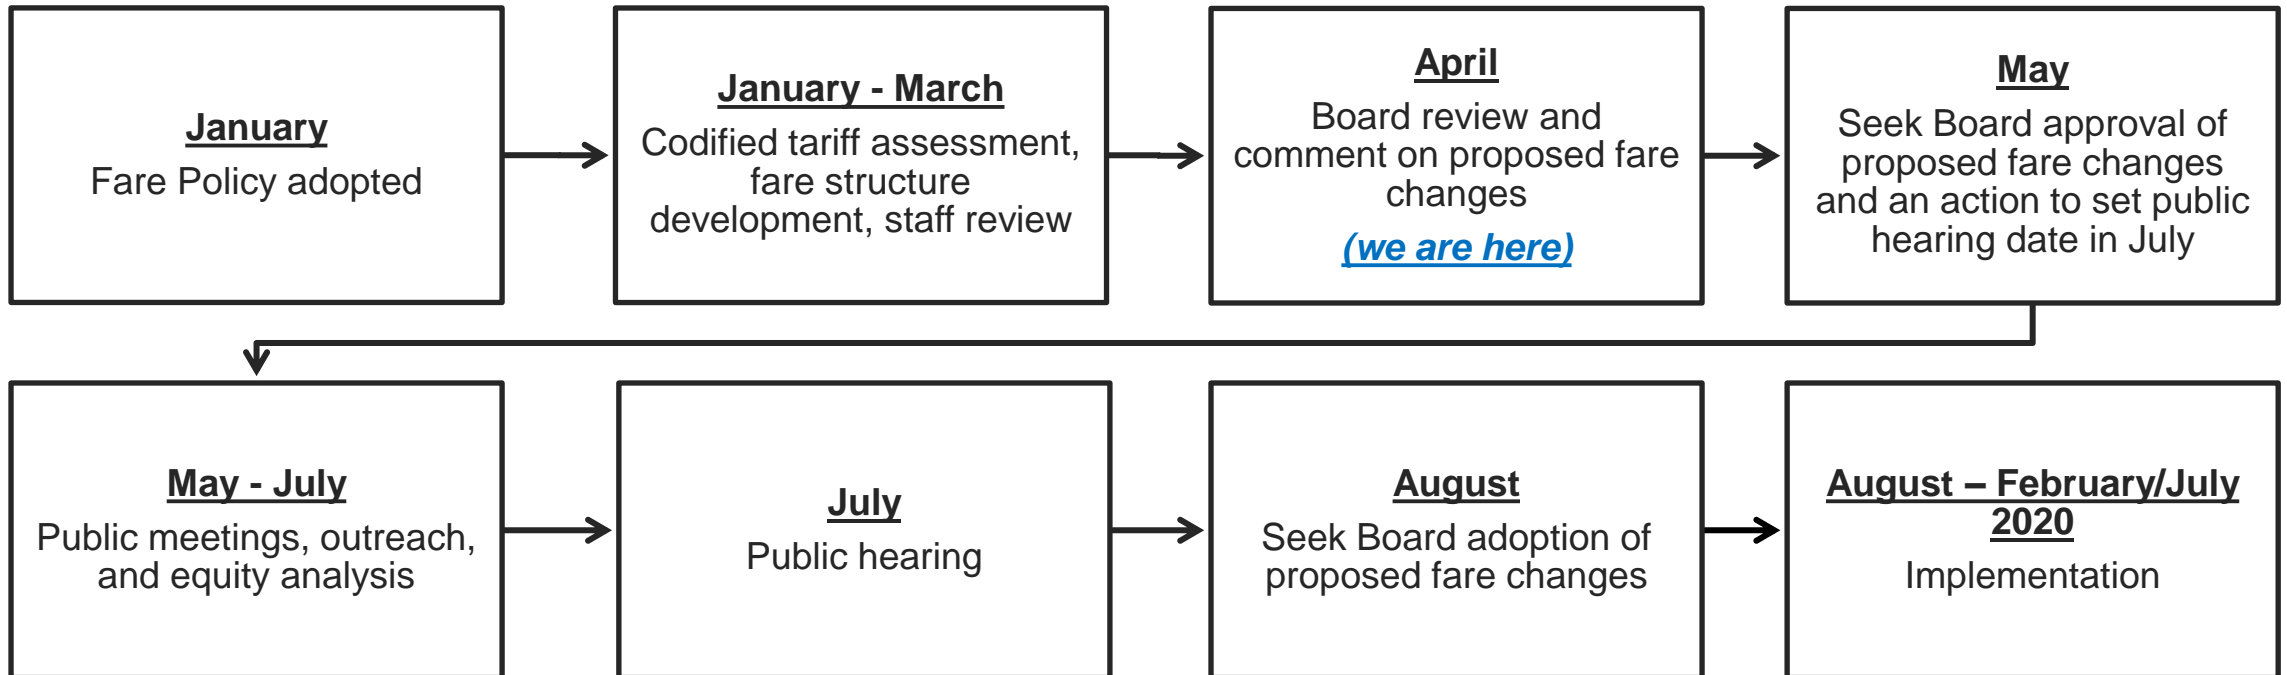 January
Fare Policy adopted
January - March
Codified tariff assessment,
fare structure
development, staff review
April
Board review and
comment on proposed fare
changes
(we are here)
May
Seek Board approval of
proposed fare changes
and an action to set public
hearing date in July
May - July
Public meetings, outreach,
and equity analysis
July
Public hearing
August
Seek Board adoption of
proposed fare changes
August – February/July
2020
Implementation